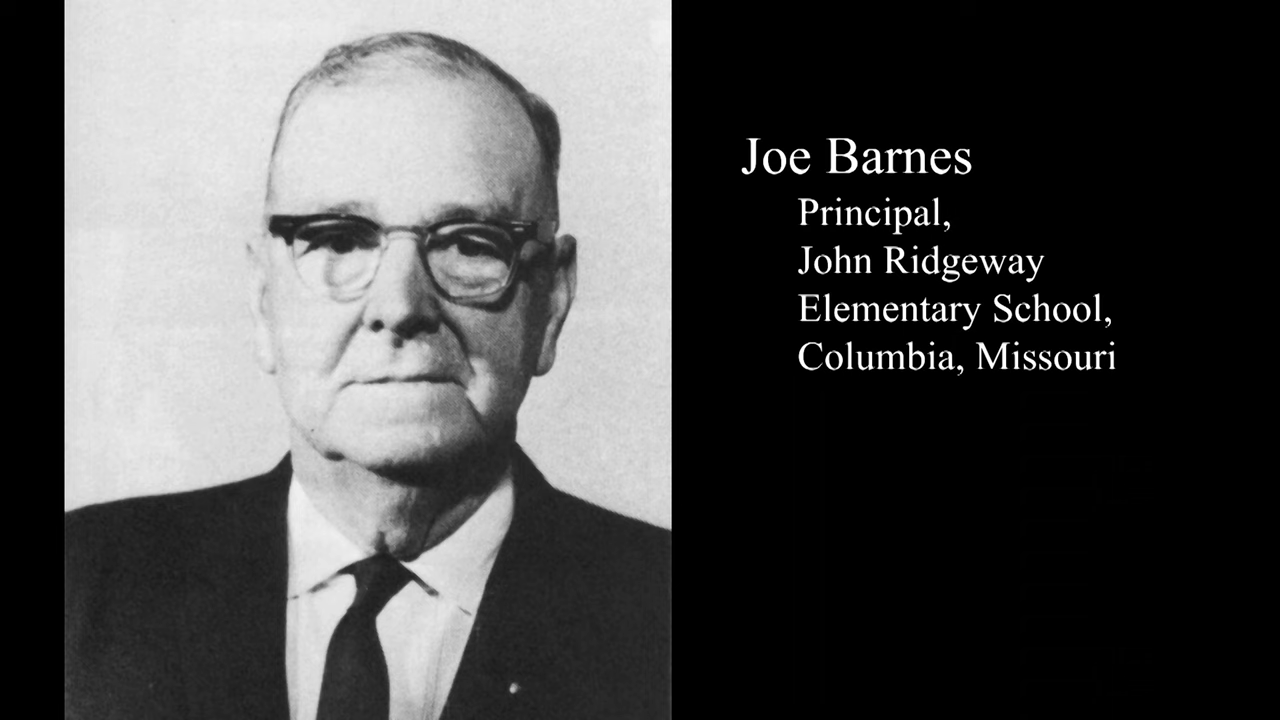 Joe Barnes
Principal,
John Ridgeway
Elementary School,
Columbia, Missouri